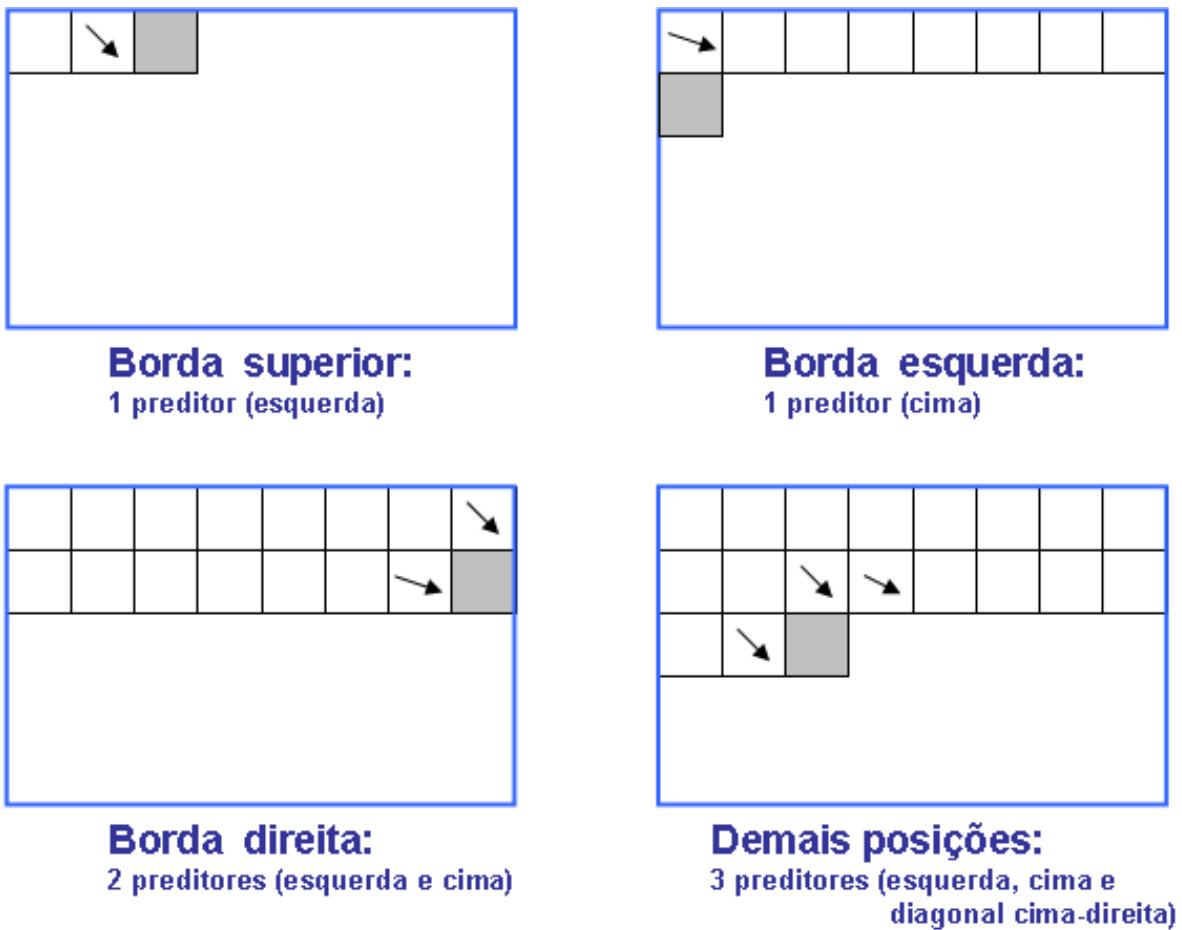 Borda superior:
1 preditor (esquerda)
Borda esquerda:
1 preditor (cima)
Borda direita:
2 preditores (esquerda e cima)
Demais posições:
3 preditores (esquerda, cima e
diagonal cima-direita)